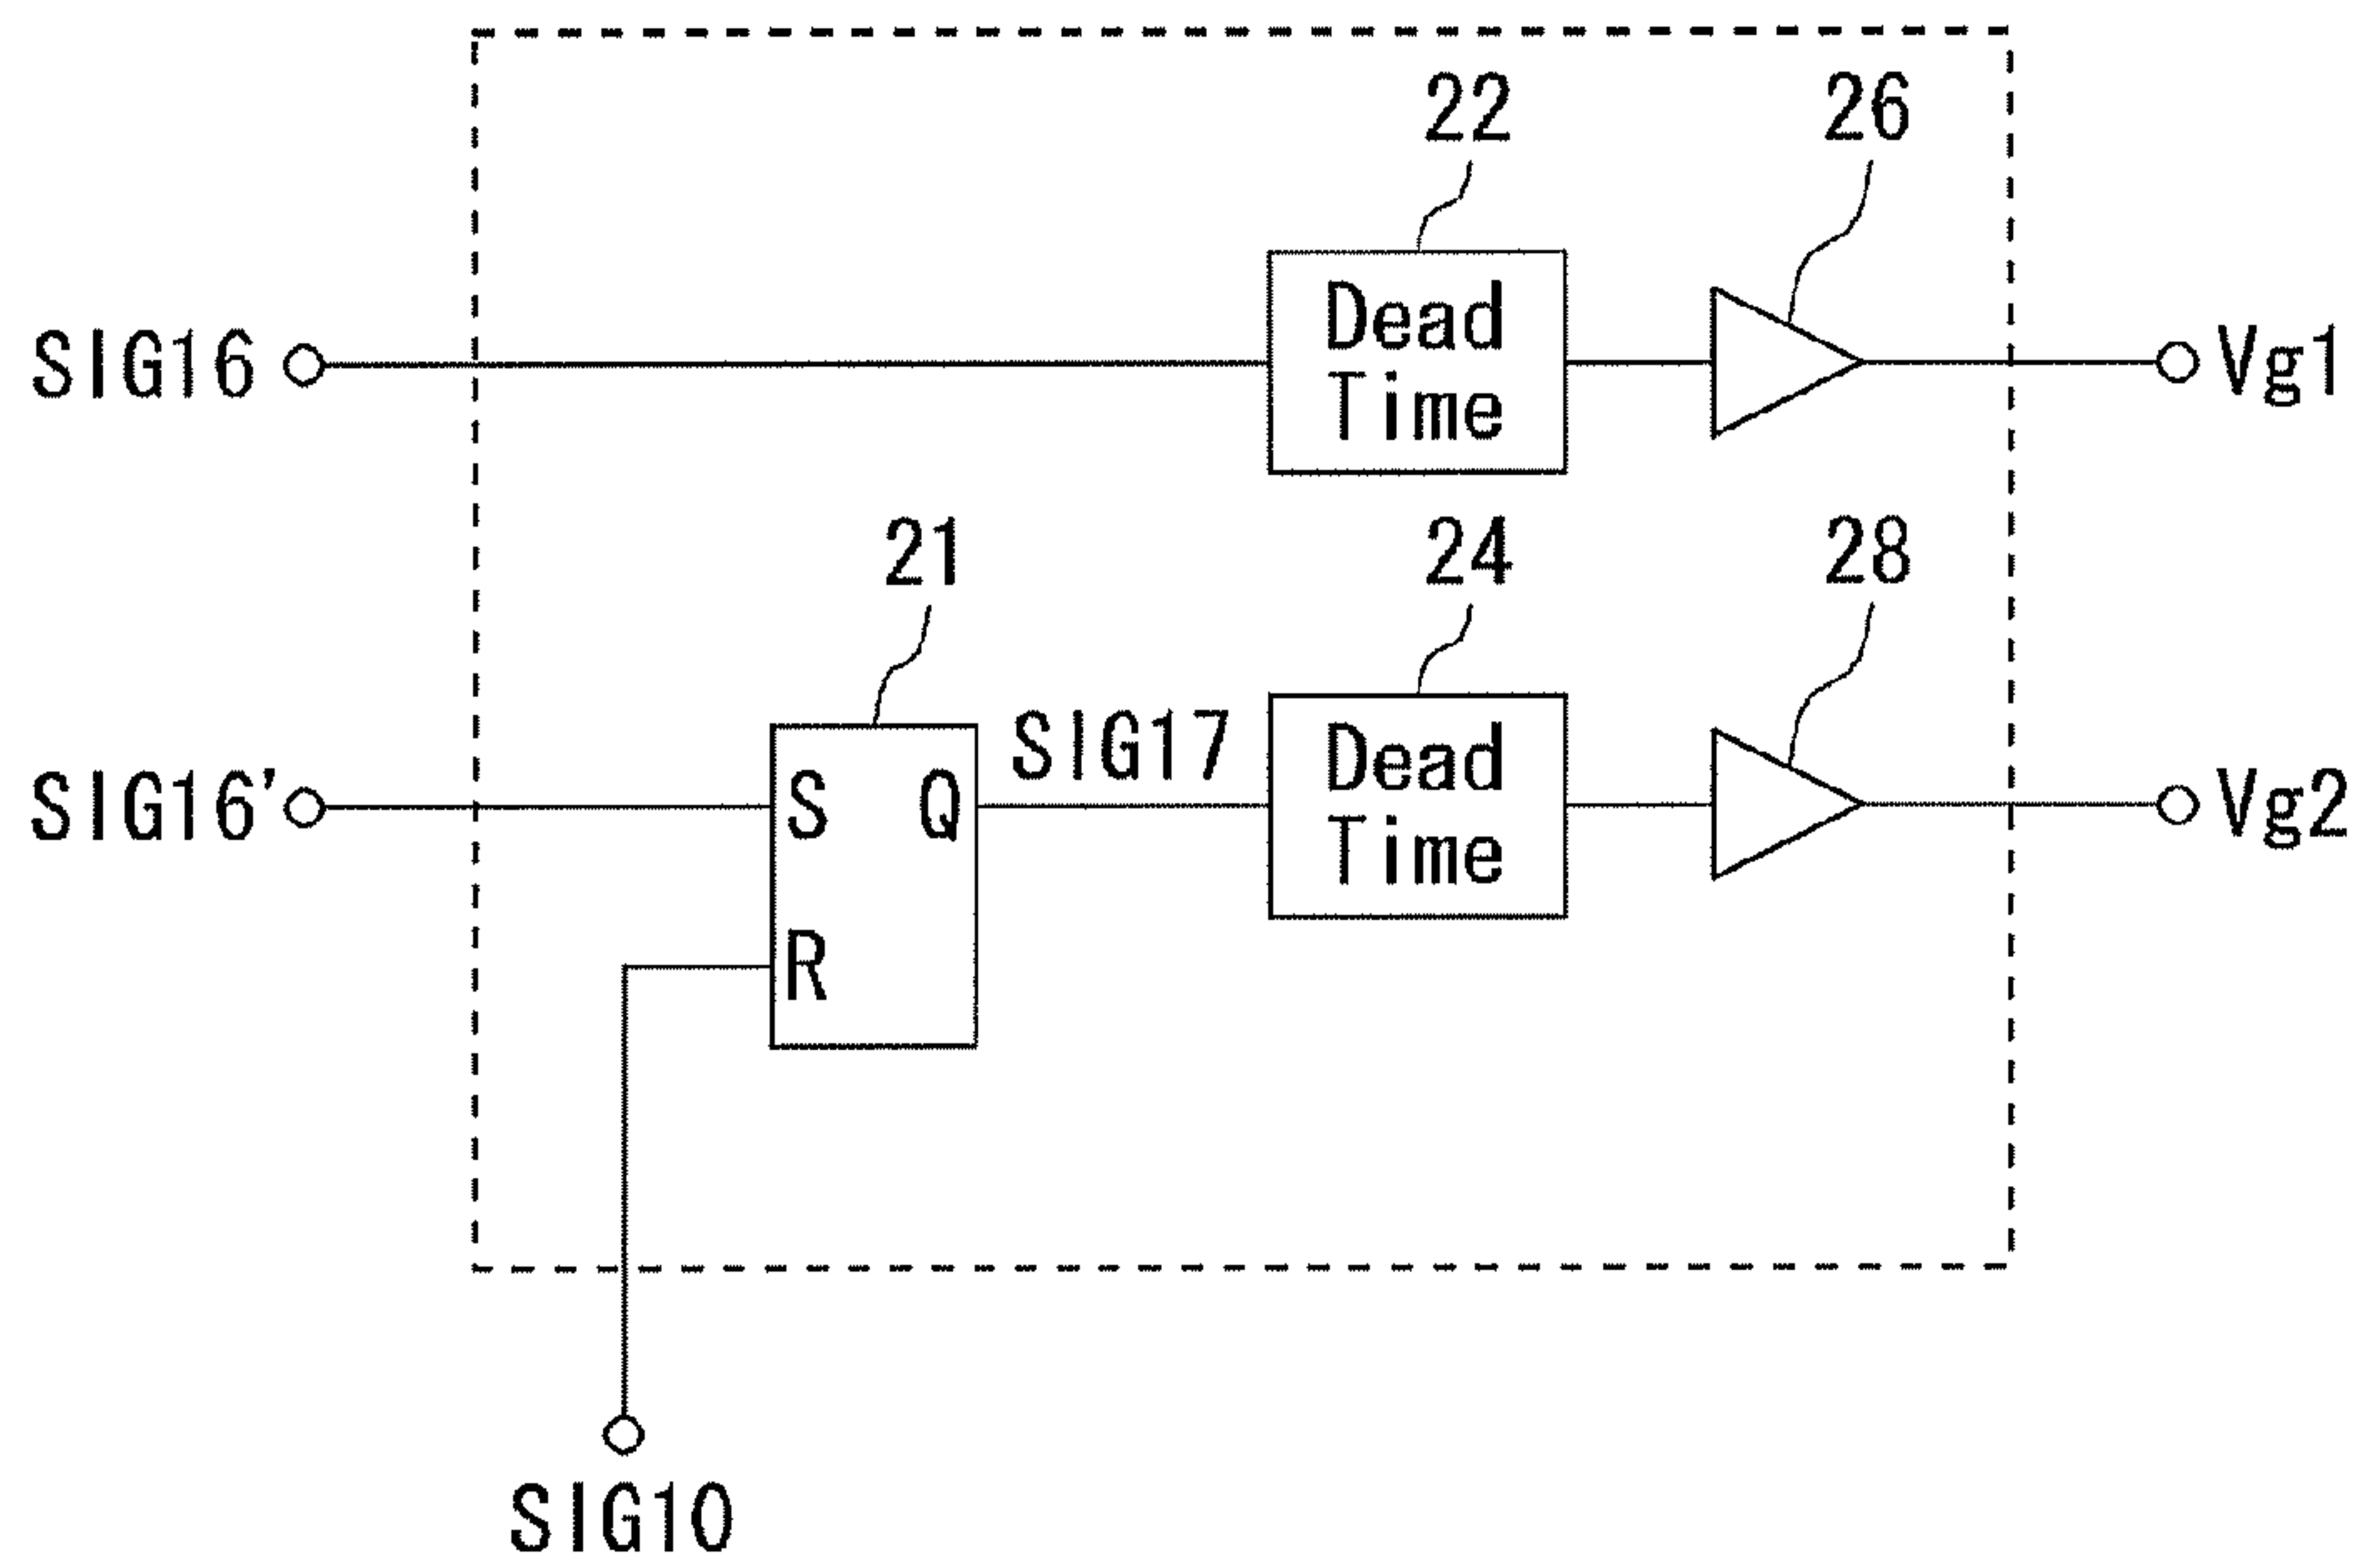 22
26
SIG16
Dead
Time
Vg1
21
24
28
SIG17
SIG16'
S
Q
R
Dead
Time
Vg2
SIG10